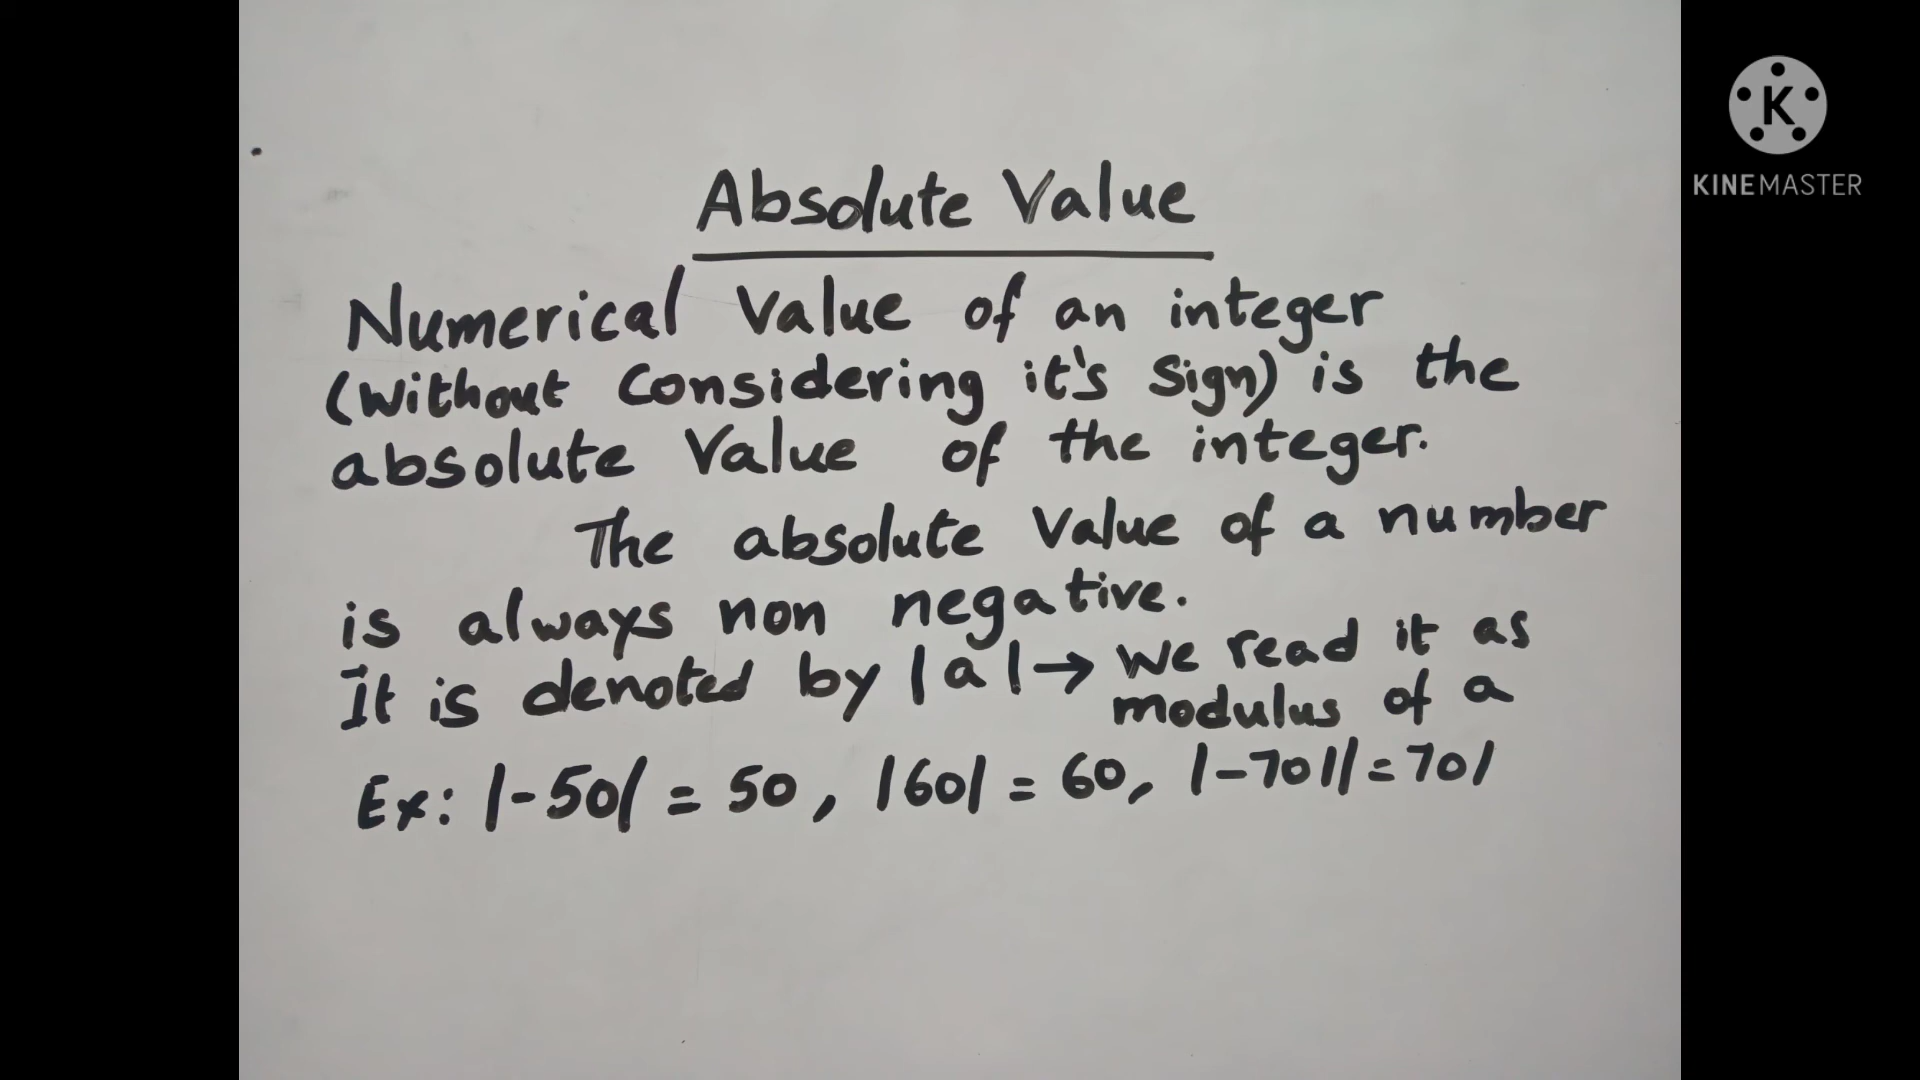 Absolute Value
Numerical Value of an integer
(without Considering it's Sign) is the
absolute Value of the integer.
The absolute Value of a number
is always non negative.
It is denoted by |a| → We read it as
modulus of a
Ex: |-50| = 50, |60| = 60, |-701| = 701
K
KINEMASTER